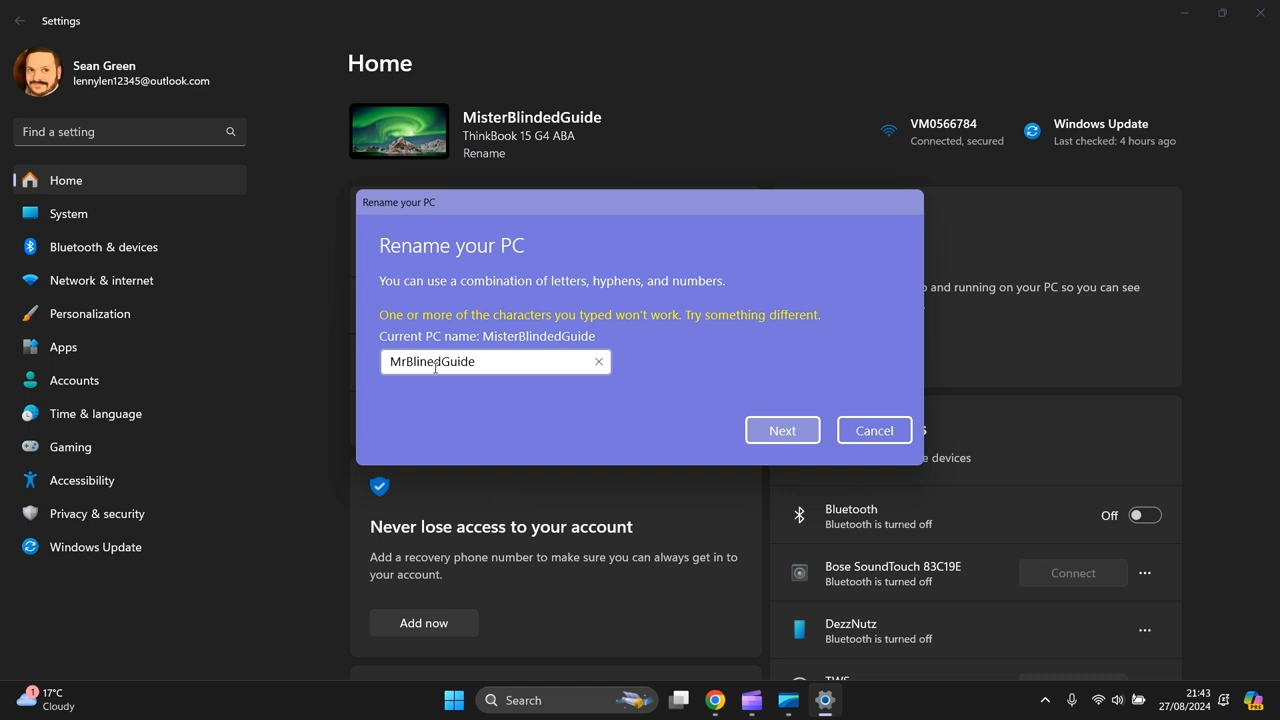 Settings
Sean Green
lennylen12345@outlook.com
Find a setting
Home
System
Bluetooth & devices
Network & internet
Personalization
Apps
Accounts
Time & language
Gaming
Accessibility
Privacy & security
Windows Update
Home
MisterBlindedGuide
ThinkBook 15 G4 ABA
Rename
VM0566784
Connected, secured
Windows Update
Last checked: 4 hours ago
Rename your PC
Rename your PC
You can use a combination of letters, hyphens, and numbers.
One or more of the characters you typed won't work. Try something different.
Current PC name: MisterBlindedGuide
MrBlinedGuide
Next
Cancel
and running on your PC so you can see
devices
Never lose access to your account
Add a recovery phone number to make sure you can always get in to
your account.
Add now
Bluetooth
Bluetooth is turned off
Off
Bose SoundTouch 83C19E
Bluetooth is turned off
Connect
DezzNutz
Bluetooth is turned off
1
17°C
Cloudy
Search
21:43
27/08/2024
PRE